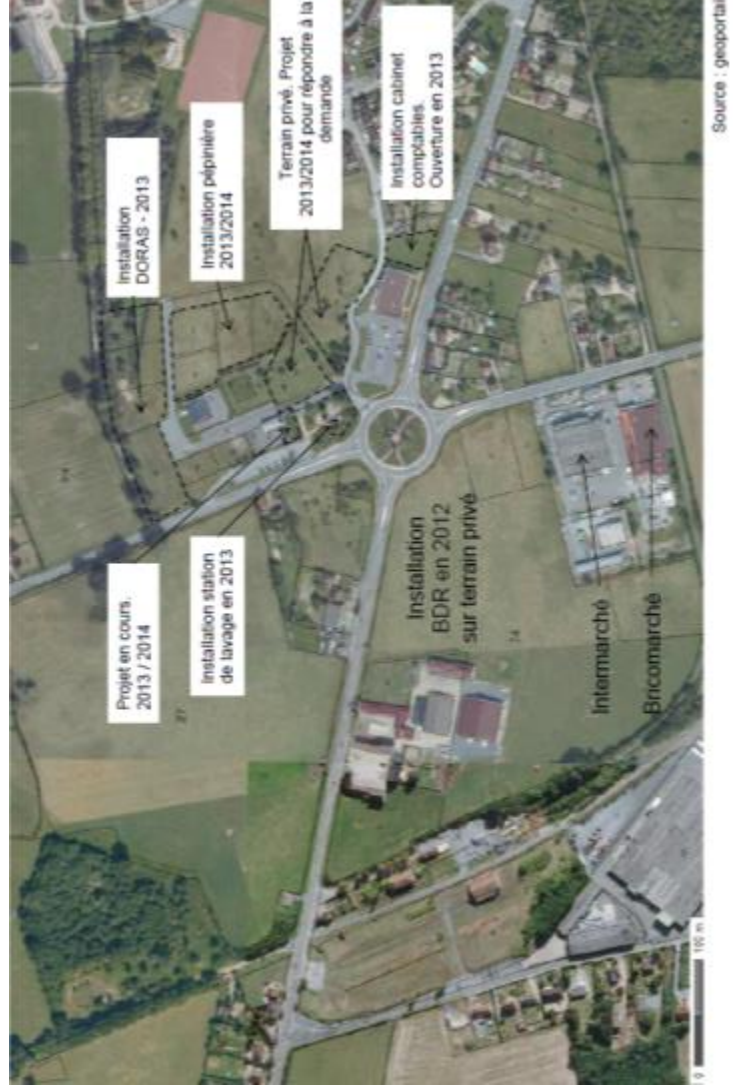 Installation
DORAS - 2013
Installation pépinière
2013/2014
Terrain privé. Projet
2013/2014 pour répondre à la
demande
Installation cabinet
comptables.
Ouverture en 2013
Projet en cours.
2013 / 2014
Installation station
de lavage en 2013
Installation
BDR en 2012
sur terrain privé
Intermarché
Bricomarché
0
Source : geoportail